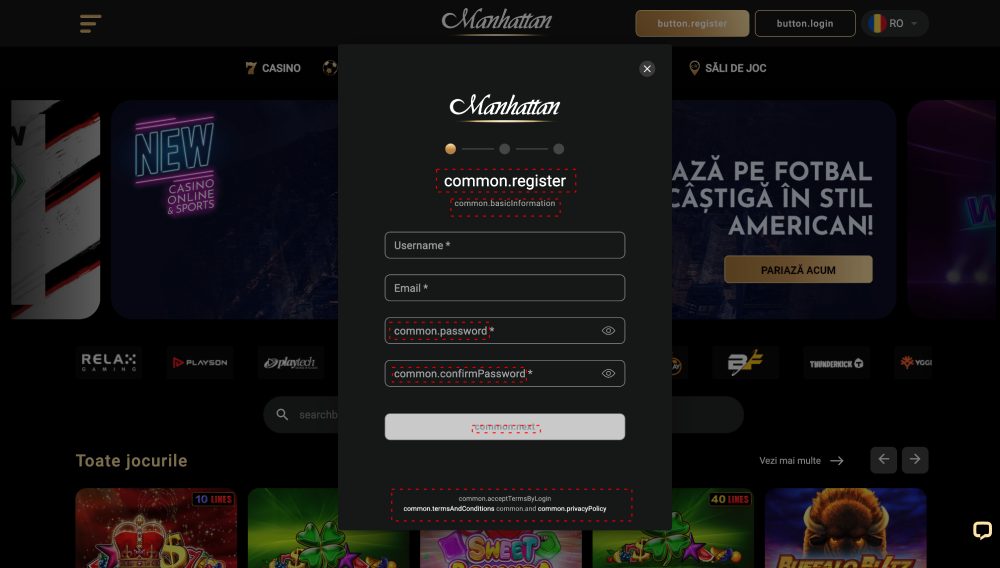 Manhattan
button.register
button.login
RO
CASINO
SĂLI DE JOC
Manhattan
common.register
common.basicInformation
NEW
CASINO
ONLINE
& SPORTS
AZĂ PE FOTBAL
CÂȘTIGĂ ÎN STIL
AMERICAN!
PARIAZĂ ACUM
Username *
Email *
common.password *
common.confirmPassword *
RELAX
GAMING
PLAYSON
playtech
THUNDERKICK
YGG
searchb
common.next
Toate jocurile
Vezi mai multe
10 LINES
40 LINES
common.acceptTermsByLogin
common.termsAndConditions common.and common.privacyPolicy
SWEET
BUFFALO BLITZ